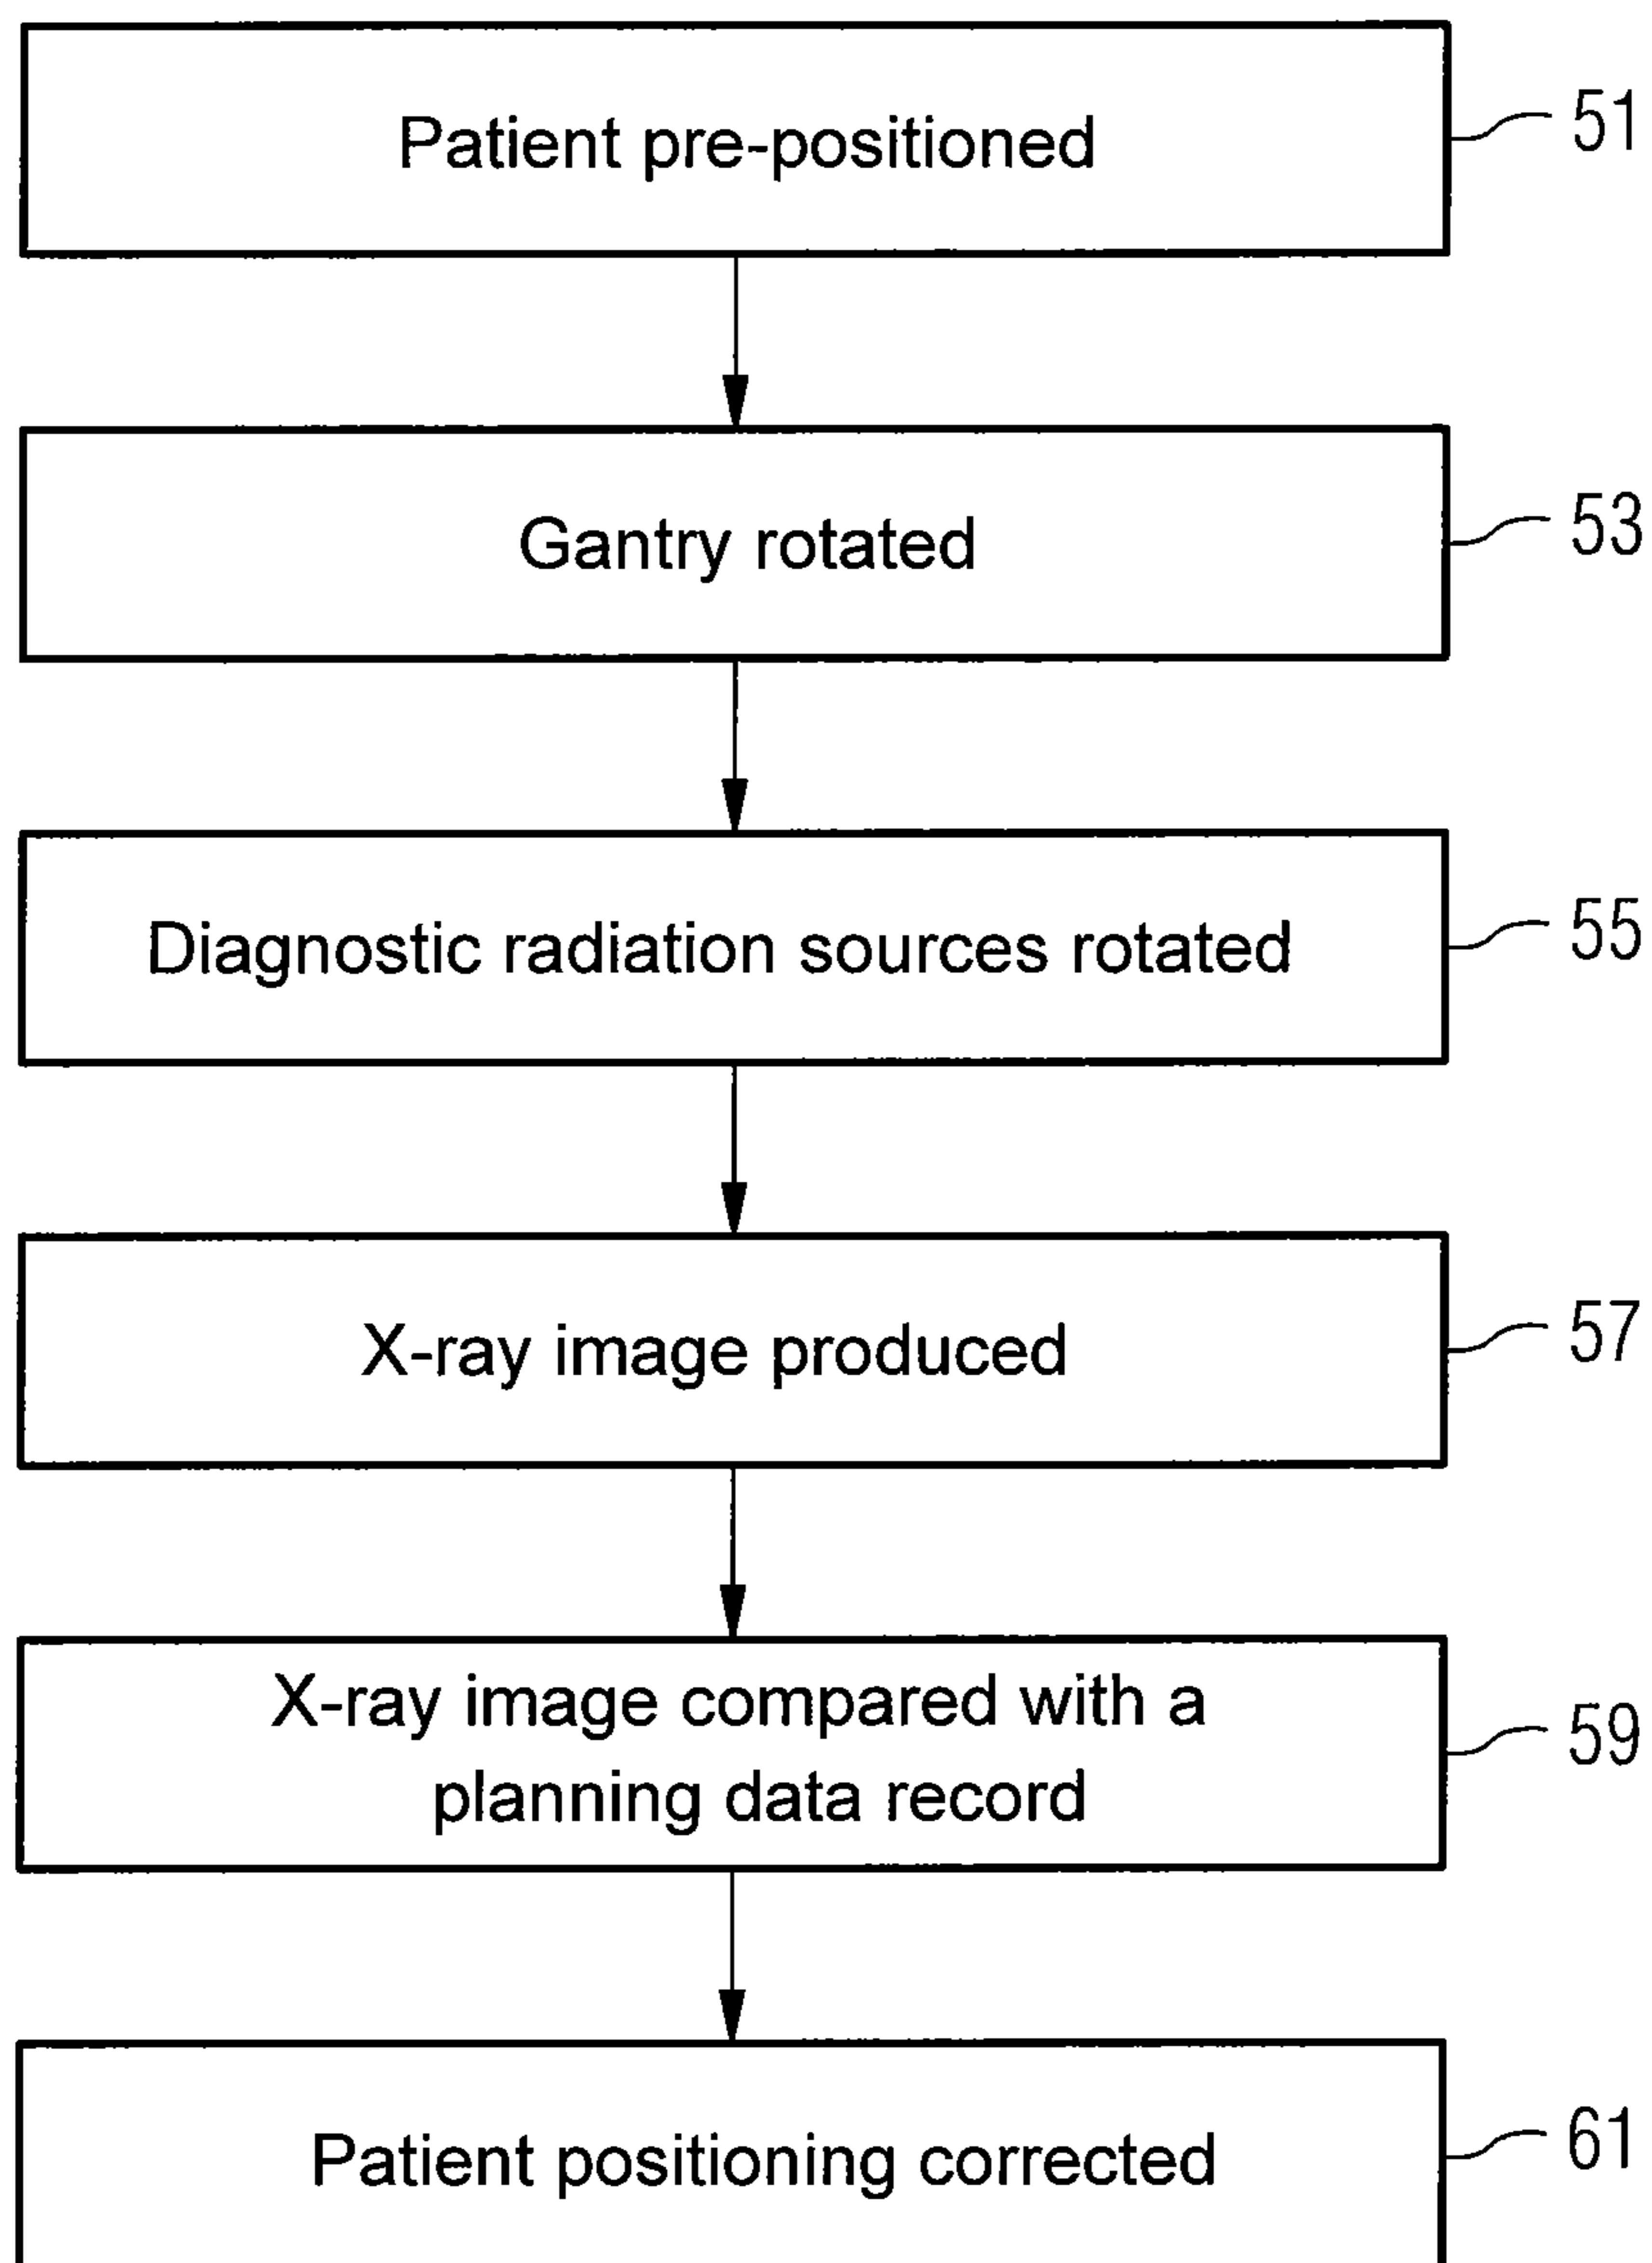 Patient pre-positioned
51
Gantry rotated
53
Diagnostic radiation sources rotated
55
X-ray image produced
57
X-ray image compared with a
planning data record
59
Patient positioning corrected
61